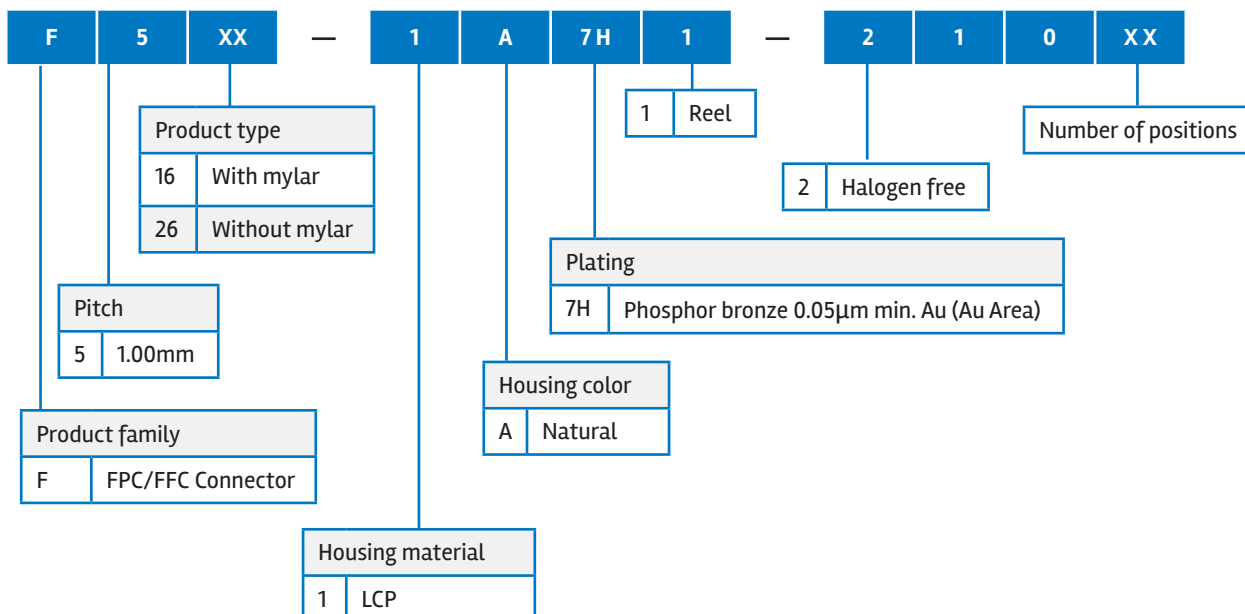 F 5 XX — 1 A 7H 1 — 2 1 0 XX
1 Reel
Product type
16 With mylar
26 Without mylar
Number of positions
2 Halogen free
Plating
7H Phosphor bronze 0.05μm min. Au (Au Area)
Pitch
5 1.00mm
Housing color
A Natural
Product family
F FPC/FFC Connector
Housing material
1 LCP